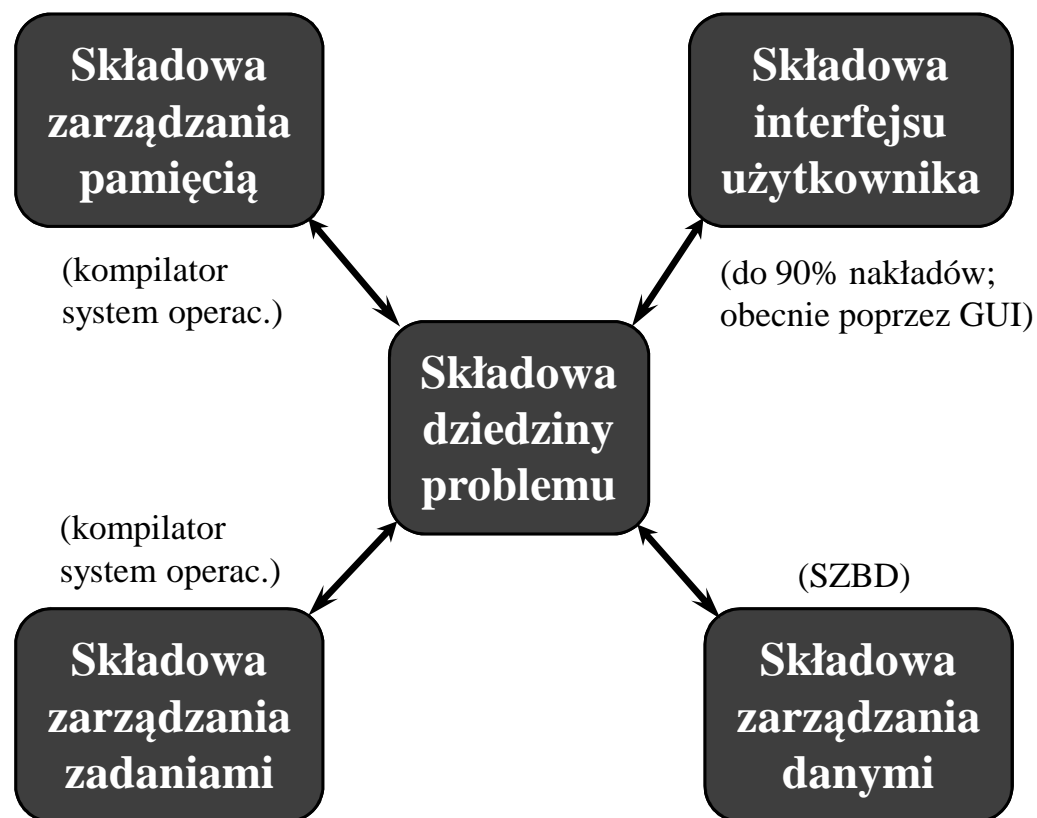 Składowa
zarządzania
pamięcią
Składowa
interfejsu
użytkownika
(kompilator
system operac.)
(do 90% nakładów;
obecnie poprzez GUI)
Składowa
dziedziny
problemu
(kompilator
system operac.)
(SZBD)
Składowa
zarządzania
zadaniami
Składowa
zarządzania
danymi